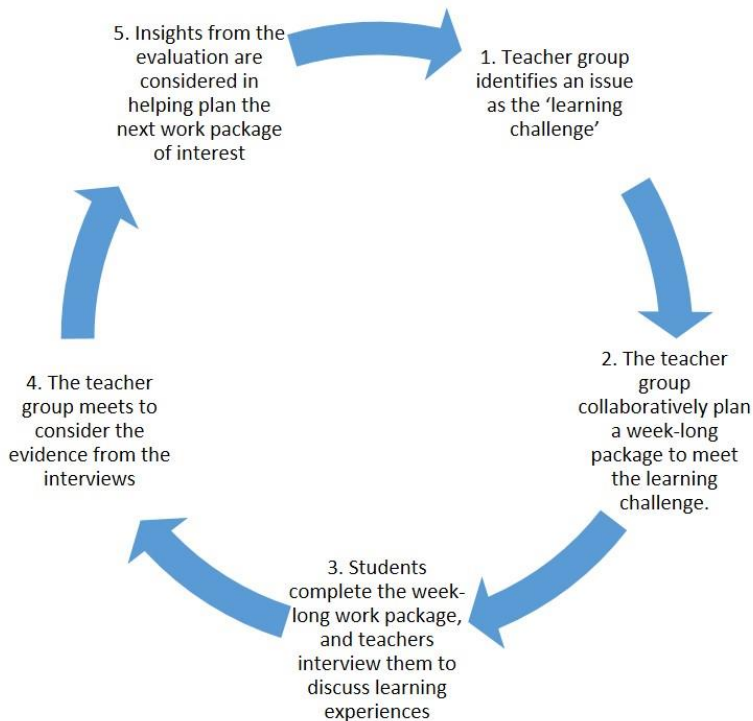 1. Teacher group
identifies an issue
as the ‘learning
challenge’
2. The teacher
group
collaboratively plan
a week-long
package to meet
the learning
challenge.
3. Students
complete the week-
long work package,
and teachers
interview them to
discuss learning
experiences
4. The teacher
group meets to
consider the
evidence from the
interviews
5. Insights from the
evaluation are
considered in
helping plan the
next work package
of interest